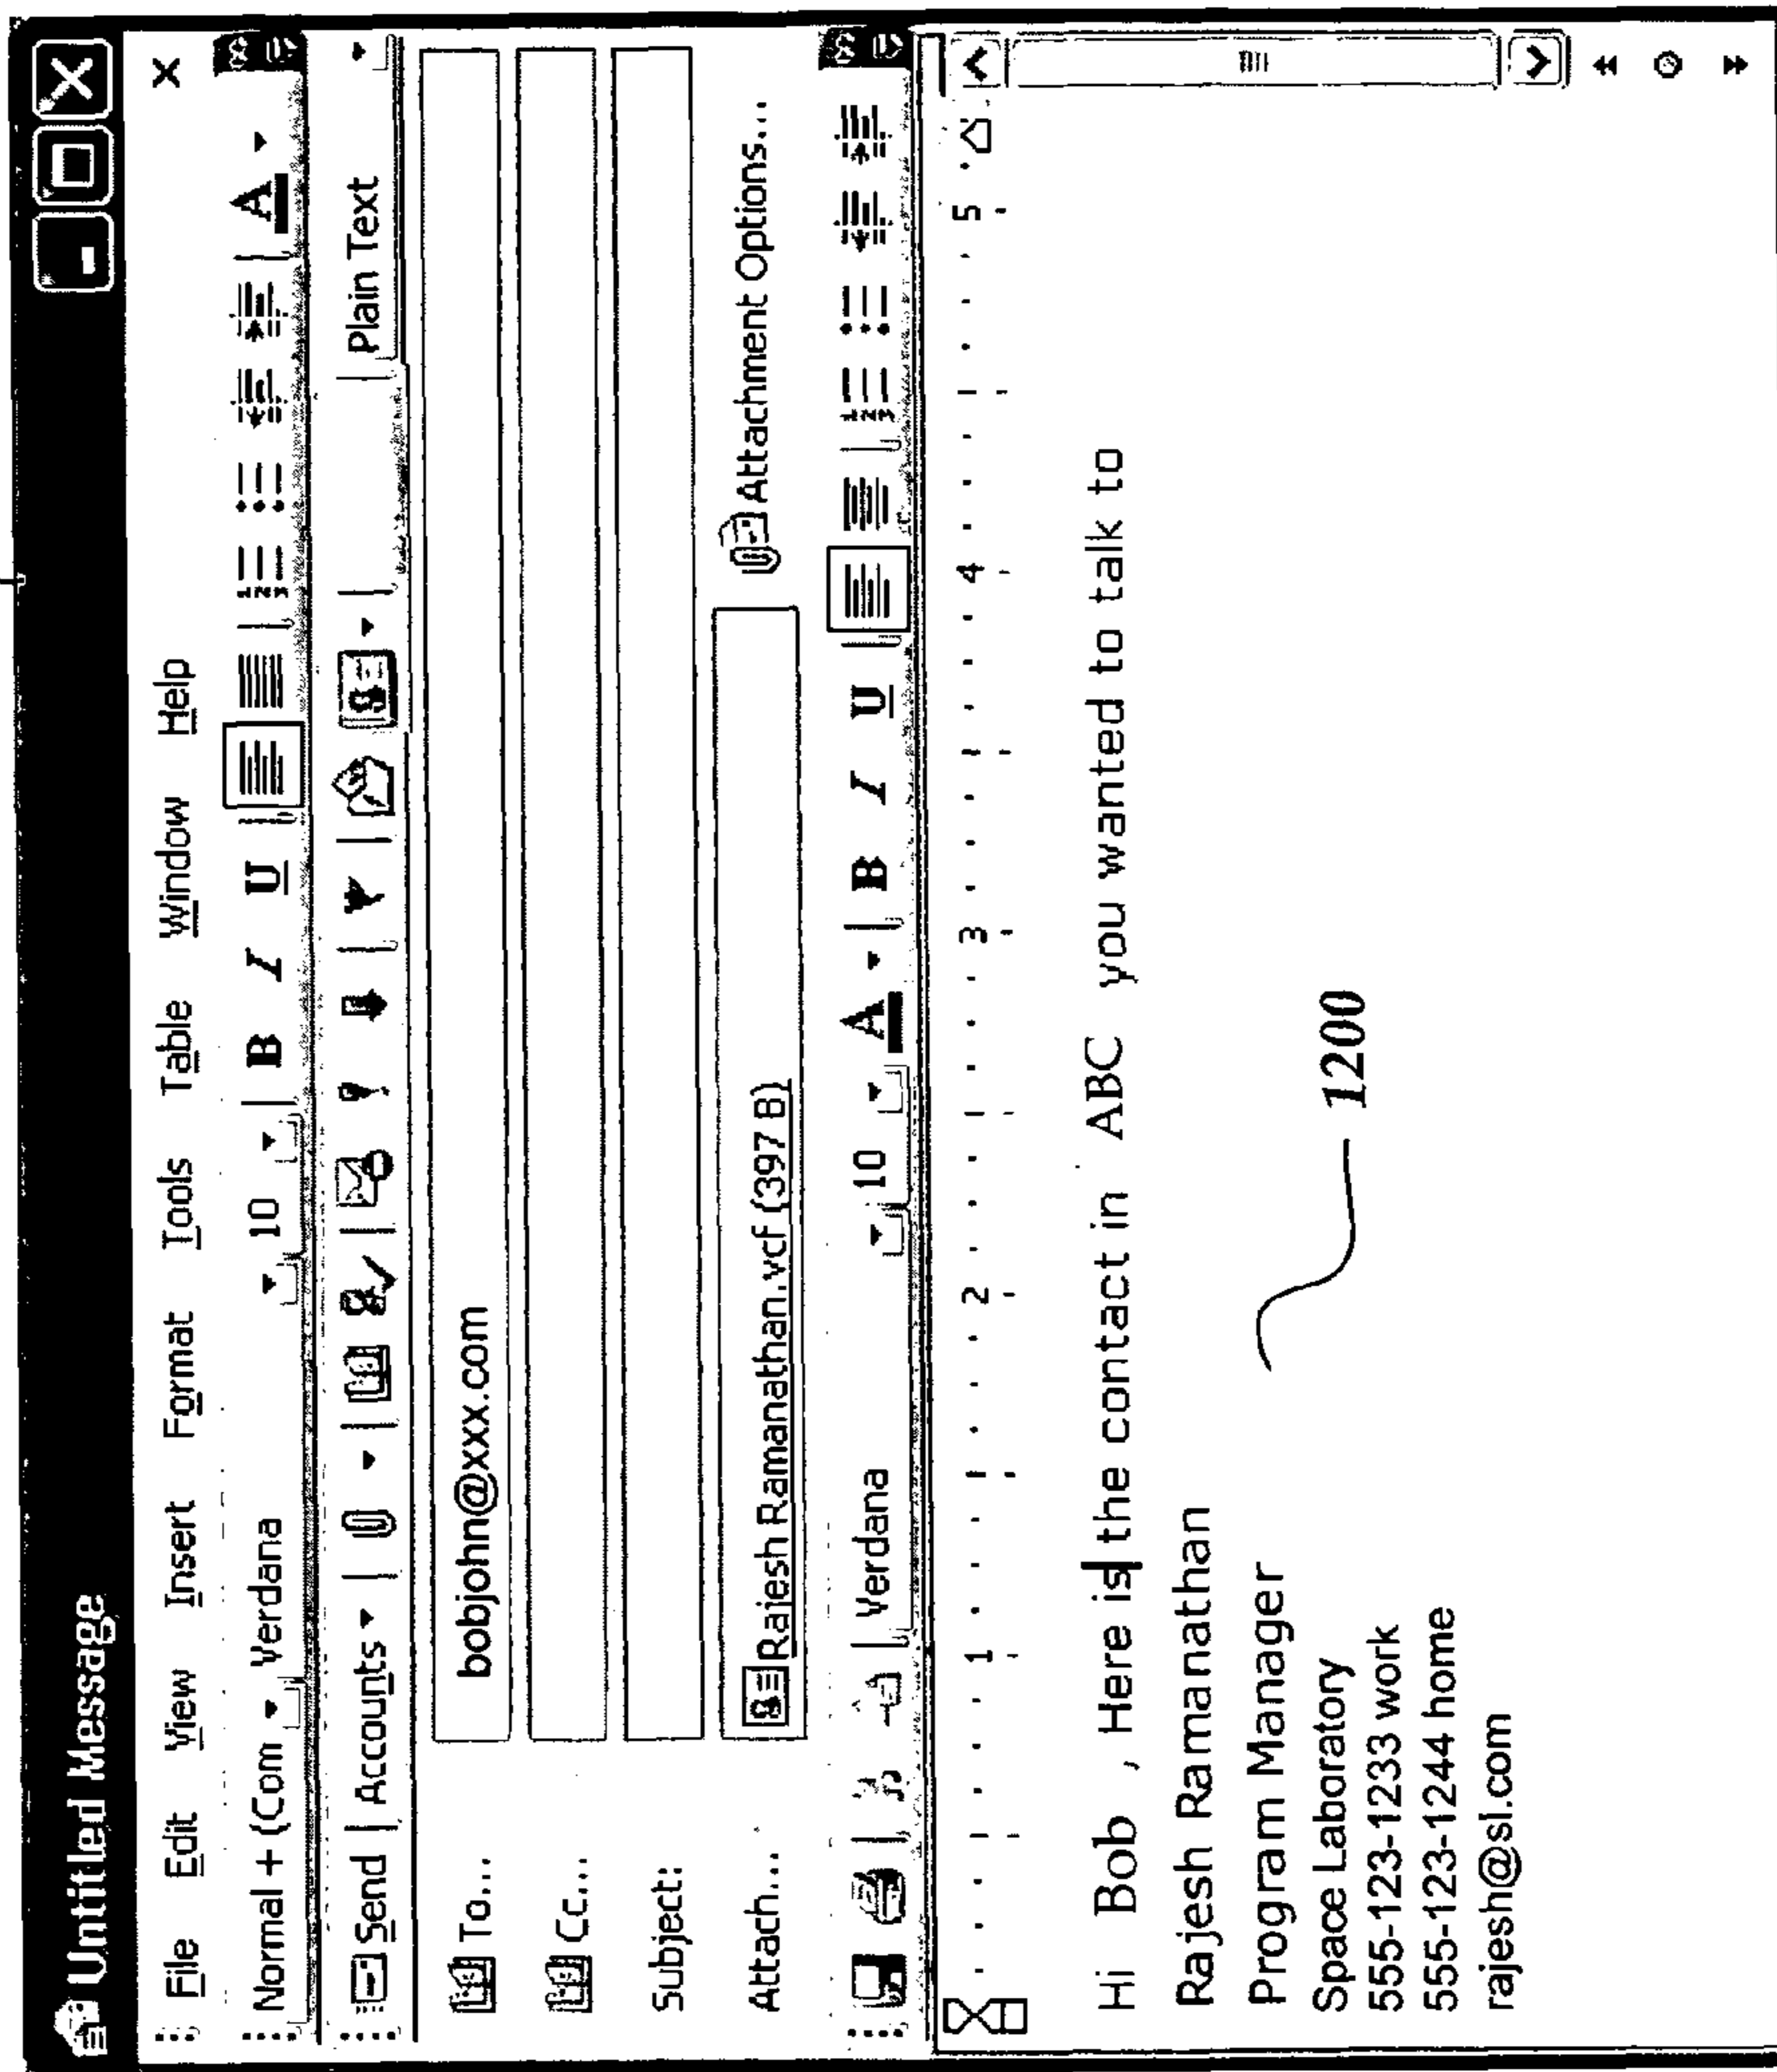 Untitled Message
File Edit View Insert Format Tools Table Window Help
Normal + (Com Verdana 10 B I U A
Send Accounts Plain Text
To... bobjohn@xxx.com
Cc...
Subject:
Attach... Rajesh Ramanathan.vcf (397 B) Attachment Options...
Verdana 10 A B I U
1 2 3 4 5
Hi Bob , Here is the contact in ABC you wanted to talk to
Rajesh Ramanathan
Program Manager
1200
Space Laboratory
555-123-1233 work
555-123-1244 home
rajesh@sl.com